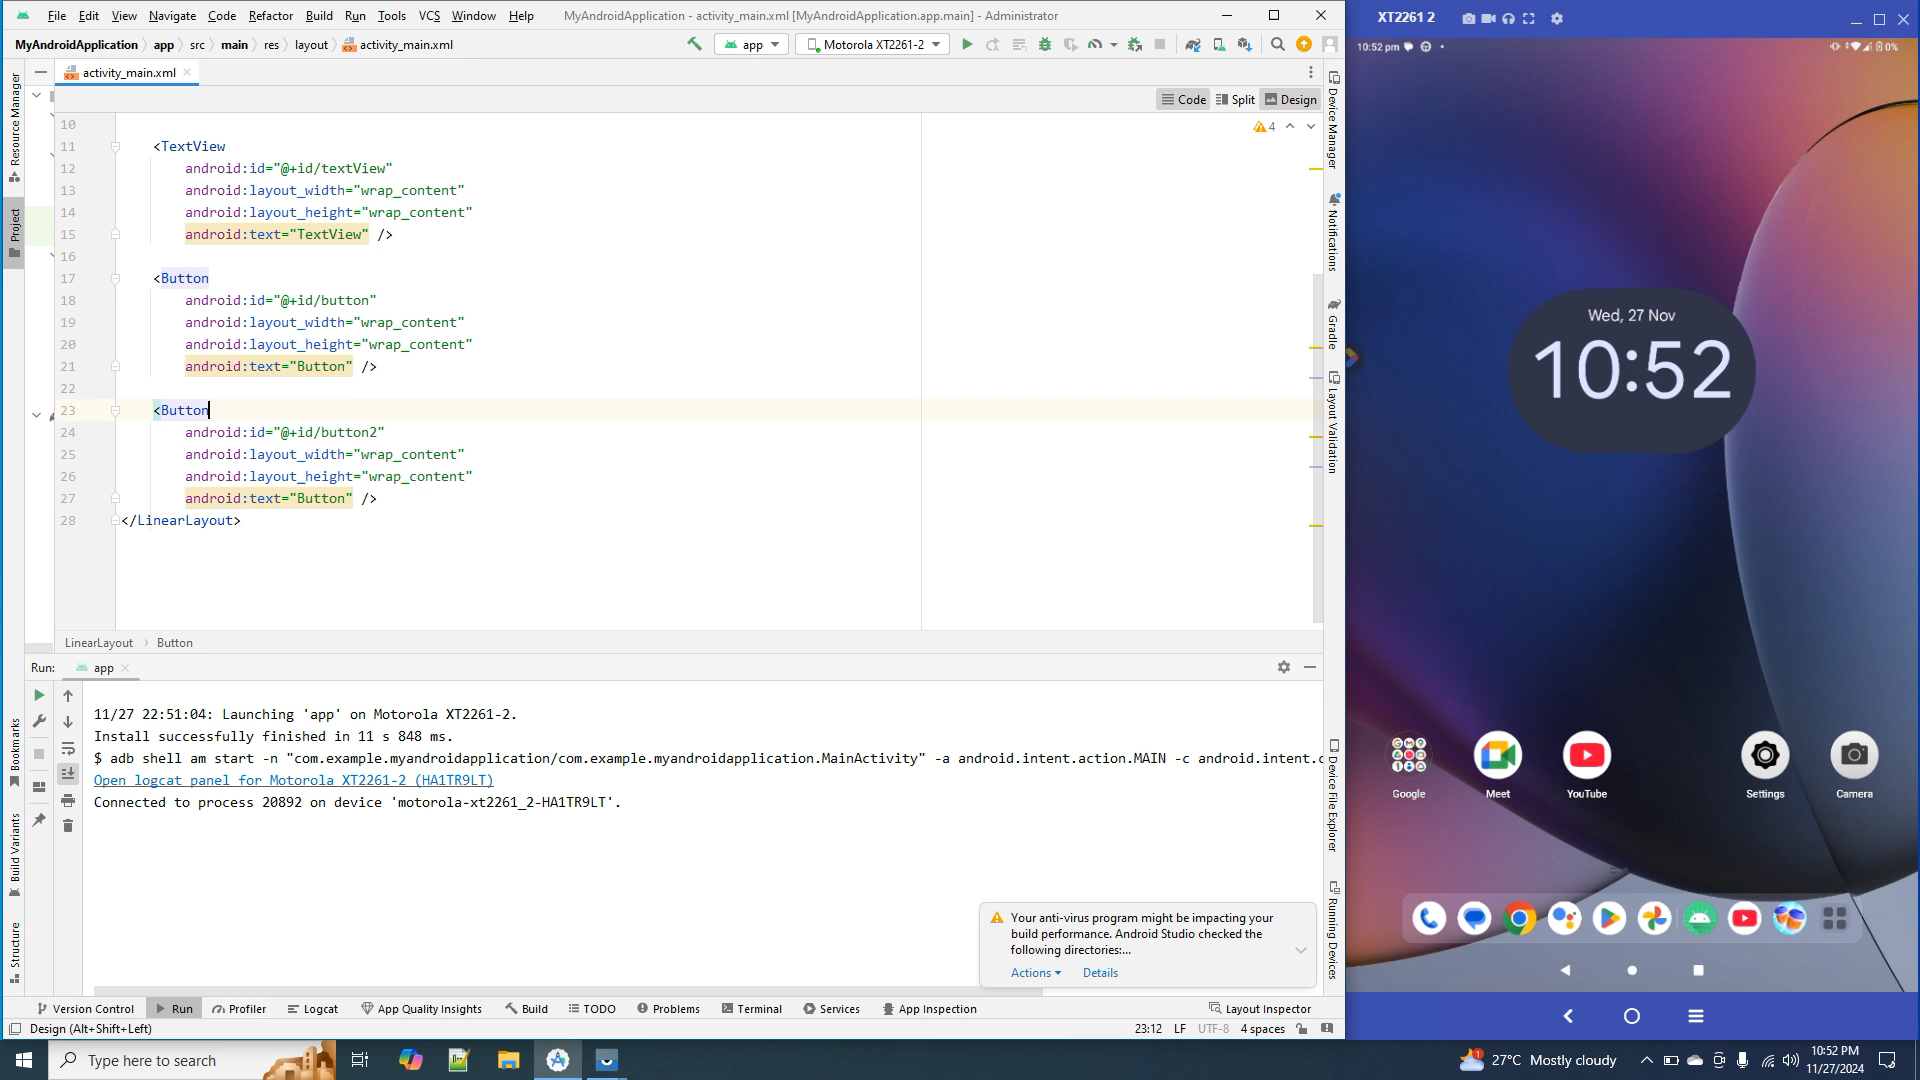 File Edit View Navigate Code Refactor Build Run Tools VCS Window Help MyAndroidApplication - activity_main.xml [MyAndroidApplication.app.main] - Administrator
MyAndroidApplication app src main res layout activity_main.xml app Motorola XT2261-2
activity_main.xml
Code Split Design
4
10
11 <TextView
12 android:id="@+id/textView"
13 android:layout_width="wrap_content"
14 android:layout_height="wrap_content"
15 android:text="TextView" />
16
17 <Button
18 android:id="@+id/button"
19 android:layout_width="wrap_content"
20 android:layout_height="wrap_content"
21 android:text="Button" />
22
23 <Button
24 android:id="@+id/button2"
25 android:layout_width="wrap_content"
26 android:layout_height="wrap_content"
27 android:text="Button" />
28 </LinearLayout>
LinearLayout Button
Run: app
11/27 22:51:04: Launching 'app' on Motorola XT2261-2.
Install successfully finished in 11 s 848 ms.
$ adb shell am start -n "com.example.myandroidapplication/com.example.myandroidapplication.MainActivity" -a android.intent.action.MAIN -c android.intent.c
Open logcat panel for Motorola XT2261-2 (HA1TR9LT)
Connected to process 20892 on device 'motorola-xt2261_2-HA1TR9LT'.
Your anti-virus program might be impacting your
build performance. Android Studio checked the
following directories:...
Actions Details
Version Control Run Profiler Logcat App Quality Insights Build TODO Problems Terminal Services App Inspection Layout Inspector
Design (Alt+Shift+Left) 23:12 LF UTF-8 4 spaces
Resource Manager
Project
Bookmarks
Build Variants
Structure
Device Manager
Notifications
Gradle
Layout Validation
Device File Explorer
Running Devices
XT2261 2
10:52 pm 0%
Wed, 27 Nov
10:52
Google Meet YouTube Settings Camera
Type here to search
27°C Mostly cloudy
10:52 PM
11/27/2024